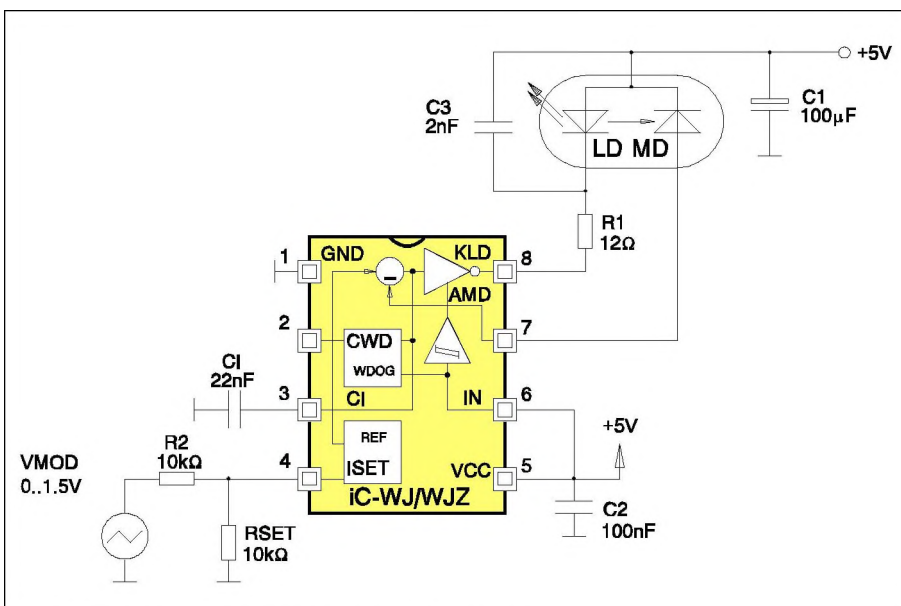 +5V
C3
2nF
C1
100µF
LD MD
R1
12Ω
1
GND
KLD
8
AMD
2
7
CWD
WDOG
CI
22nF
3
CI
IN
6
+5V
R2
10kΩ
REF
VMOD
0..1.5V
4
ISET
VCC
5
iC-WJ/WJZ
C2
100nF
RSET
10kΩ